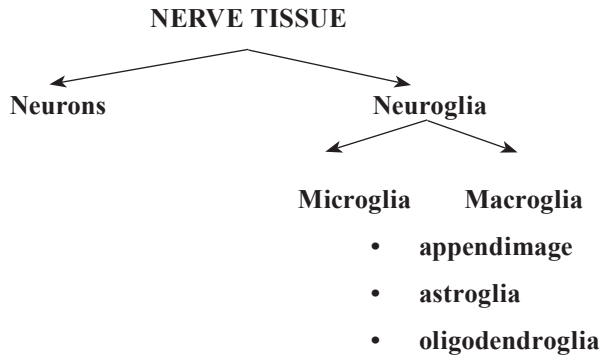 NERVE TISSUE
Neurons Neuroglia
Microglia Macroglia
• appendimage
• astroglia
• oligodendroglia